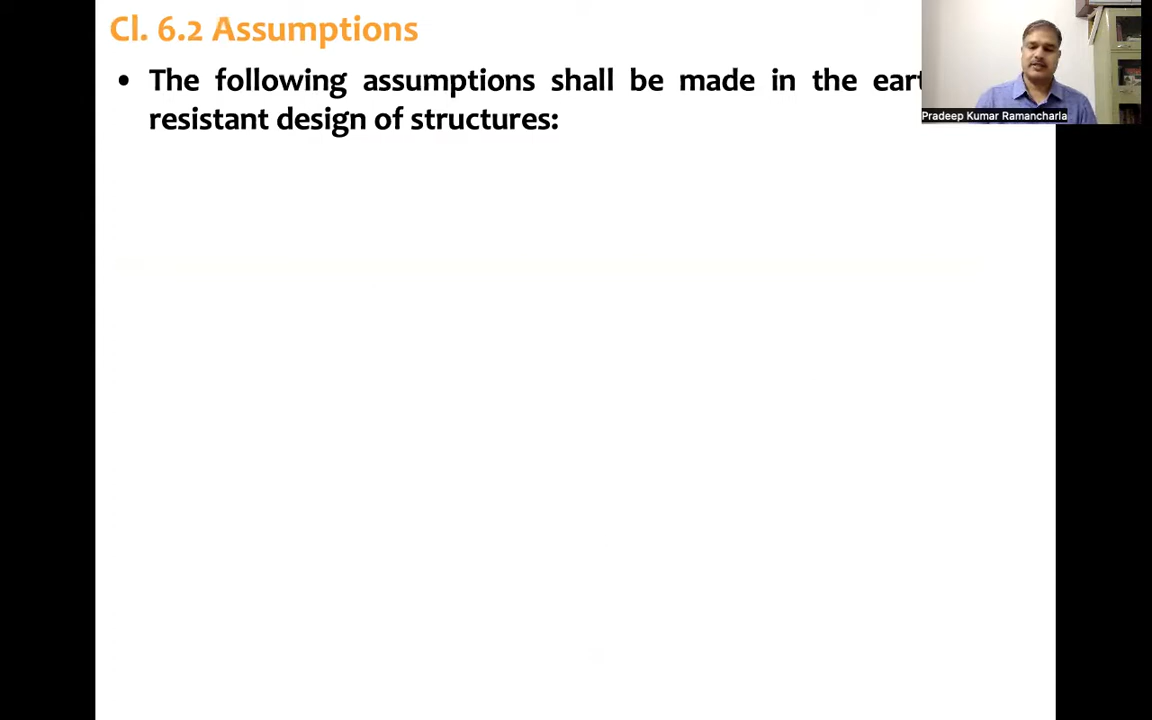 Cl. 6.2 Assumptions
• The following assumptions shall be made in the
resistant design of structures:
Pradeep Kumar Ramancharla